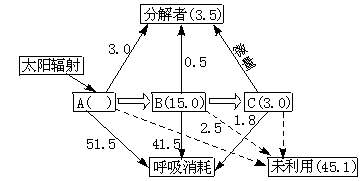 分解者(3.5)
3.0
微量
太阳辐射
0.5
A( )
B(15.0)
C(3.0)
2.5
1.8
51.5
41.5
呼吸消耗
未利用(45.1)